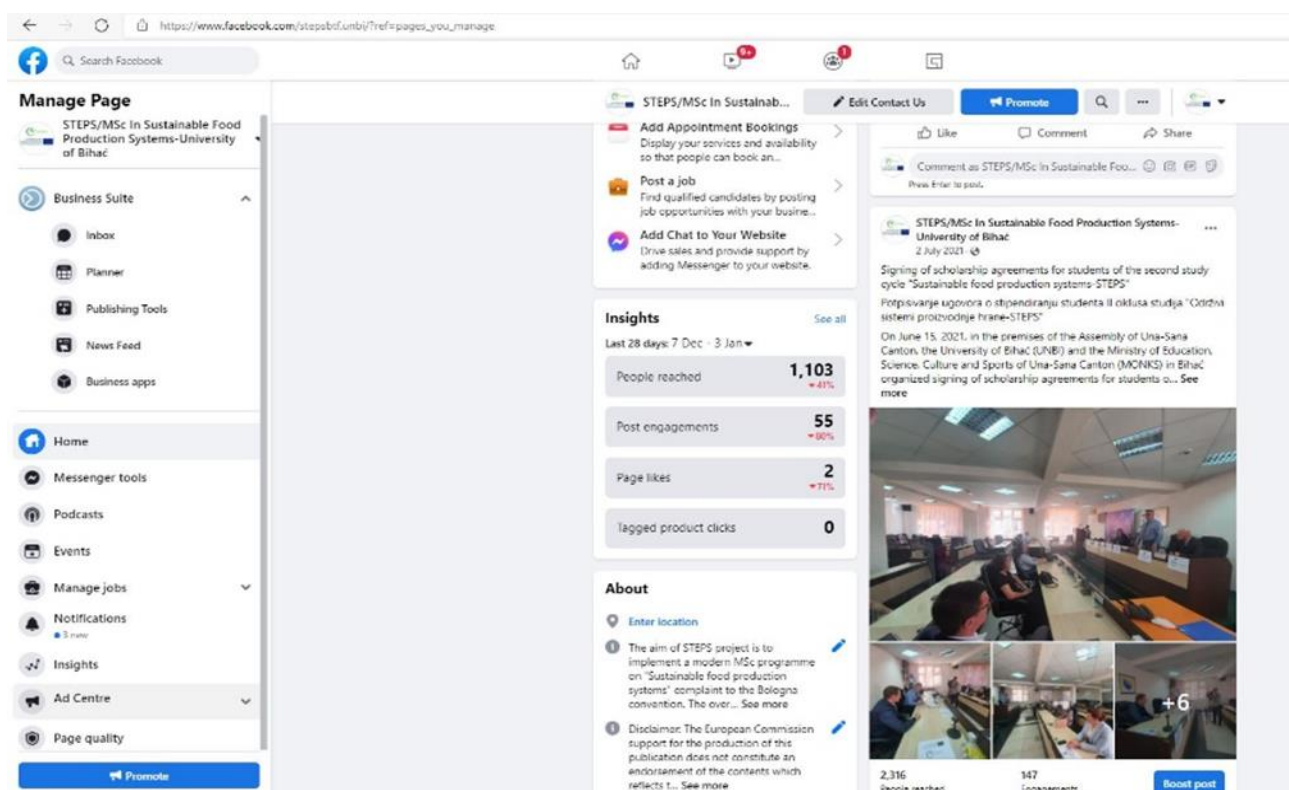 https://www.facebook.com/stepsbtf.unbi/?ref=pages_you_manage
Search Facebook
9+
1
Manage Page
STEPS/MSc In Sustainable Food
Production Systems-University
of Bihać
Business Suite
Inbox
Planner
Publishing Tools
News Feed
Business apps
Home
Messenger tools
Podcasts
Events
Manage jobs
Notifications
3 new
Insights
Ad Centre
Page quality
Promote
STEPS/MSc In Sustainab...
Edit Contact Us
Promote
Add Appointment Bookings
Display your services and availability
so that people can book an...
Post a job
Find qualified candidates by posting
job opportunities with your busine...
Add Chat to Your Website
Drive sales and provide support by
adding Messenger to your website.
Insights
See all
Last 28 days: 7 Dec - 3 Jan
People reached
1,103
41%
Post engagements
55
80%
Page likes
2
71%
Tagged product clicks
0
About
Enter location
The aim of STEPS project is to
implement a modern MSc programme
on "Sustainable food production
systems" complaint to the Bologna
convention. The over... See more
Disclaimer: The European Commission
support for the production of this
publication does not constitute an
endorsement of the contents which
reflects t... See more
Like
Comment
Share
Comment as STEPS/MSc In Sustainable Foo...
Press Enter to post.
STEPS/MSc In Sustainable Food Production Systems-
University of Bihać
2 July 2021
Signing of scholarship agreements for students of the second study
cycle "Sustainable food production systems-STEPS"
Potpisivanje ugovora o stipendiranju studenta II ciklusa studija "Održivi
sistemi proizvodnje hrane-STEPS"
On June 15, 2021, in the premises of the Assembly of Una-Sana
Canton, the University of Bihać (UNBI) and the Ministry of Education,
Science, Culture and Sports of Una-Sana Canton (MONKS) in Bihać
organized signing of scholarship agreements for students o... See
more
+6
2,316
People reached
147
Engagements
Boost post